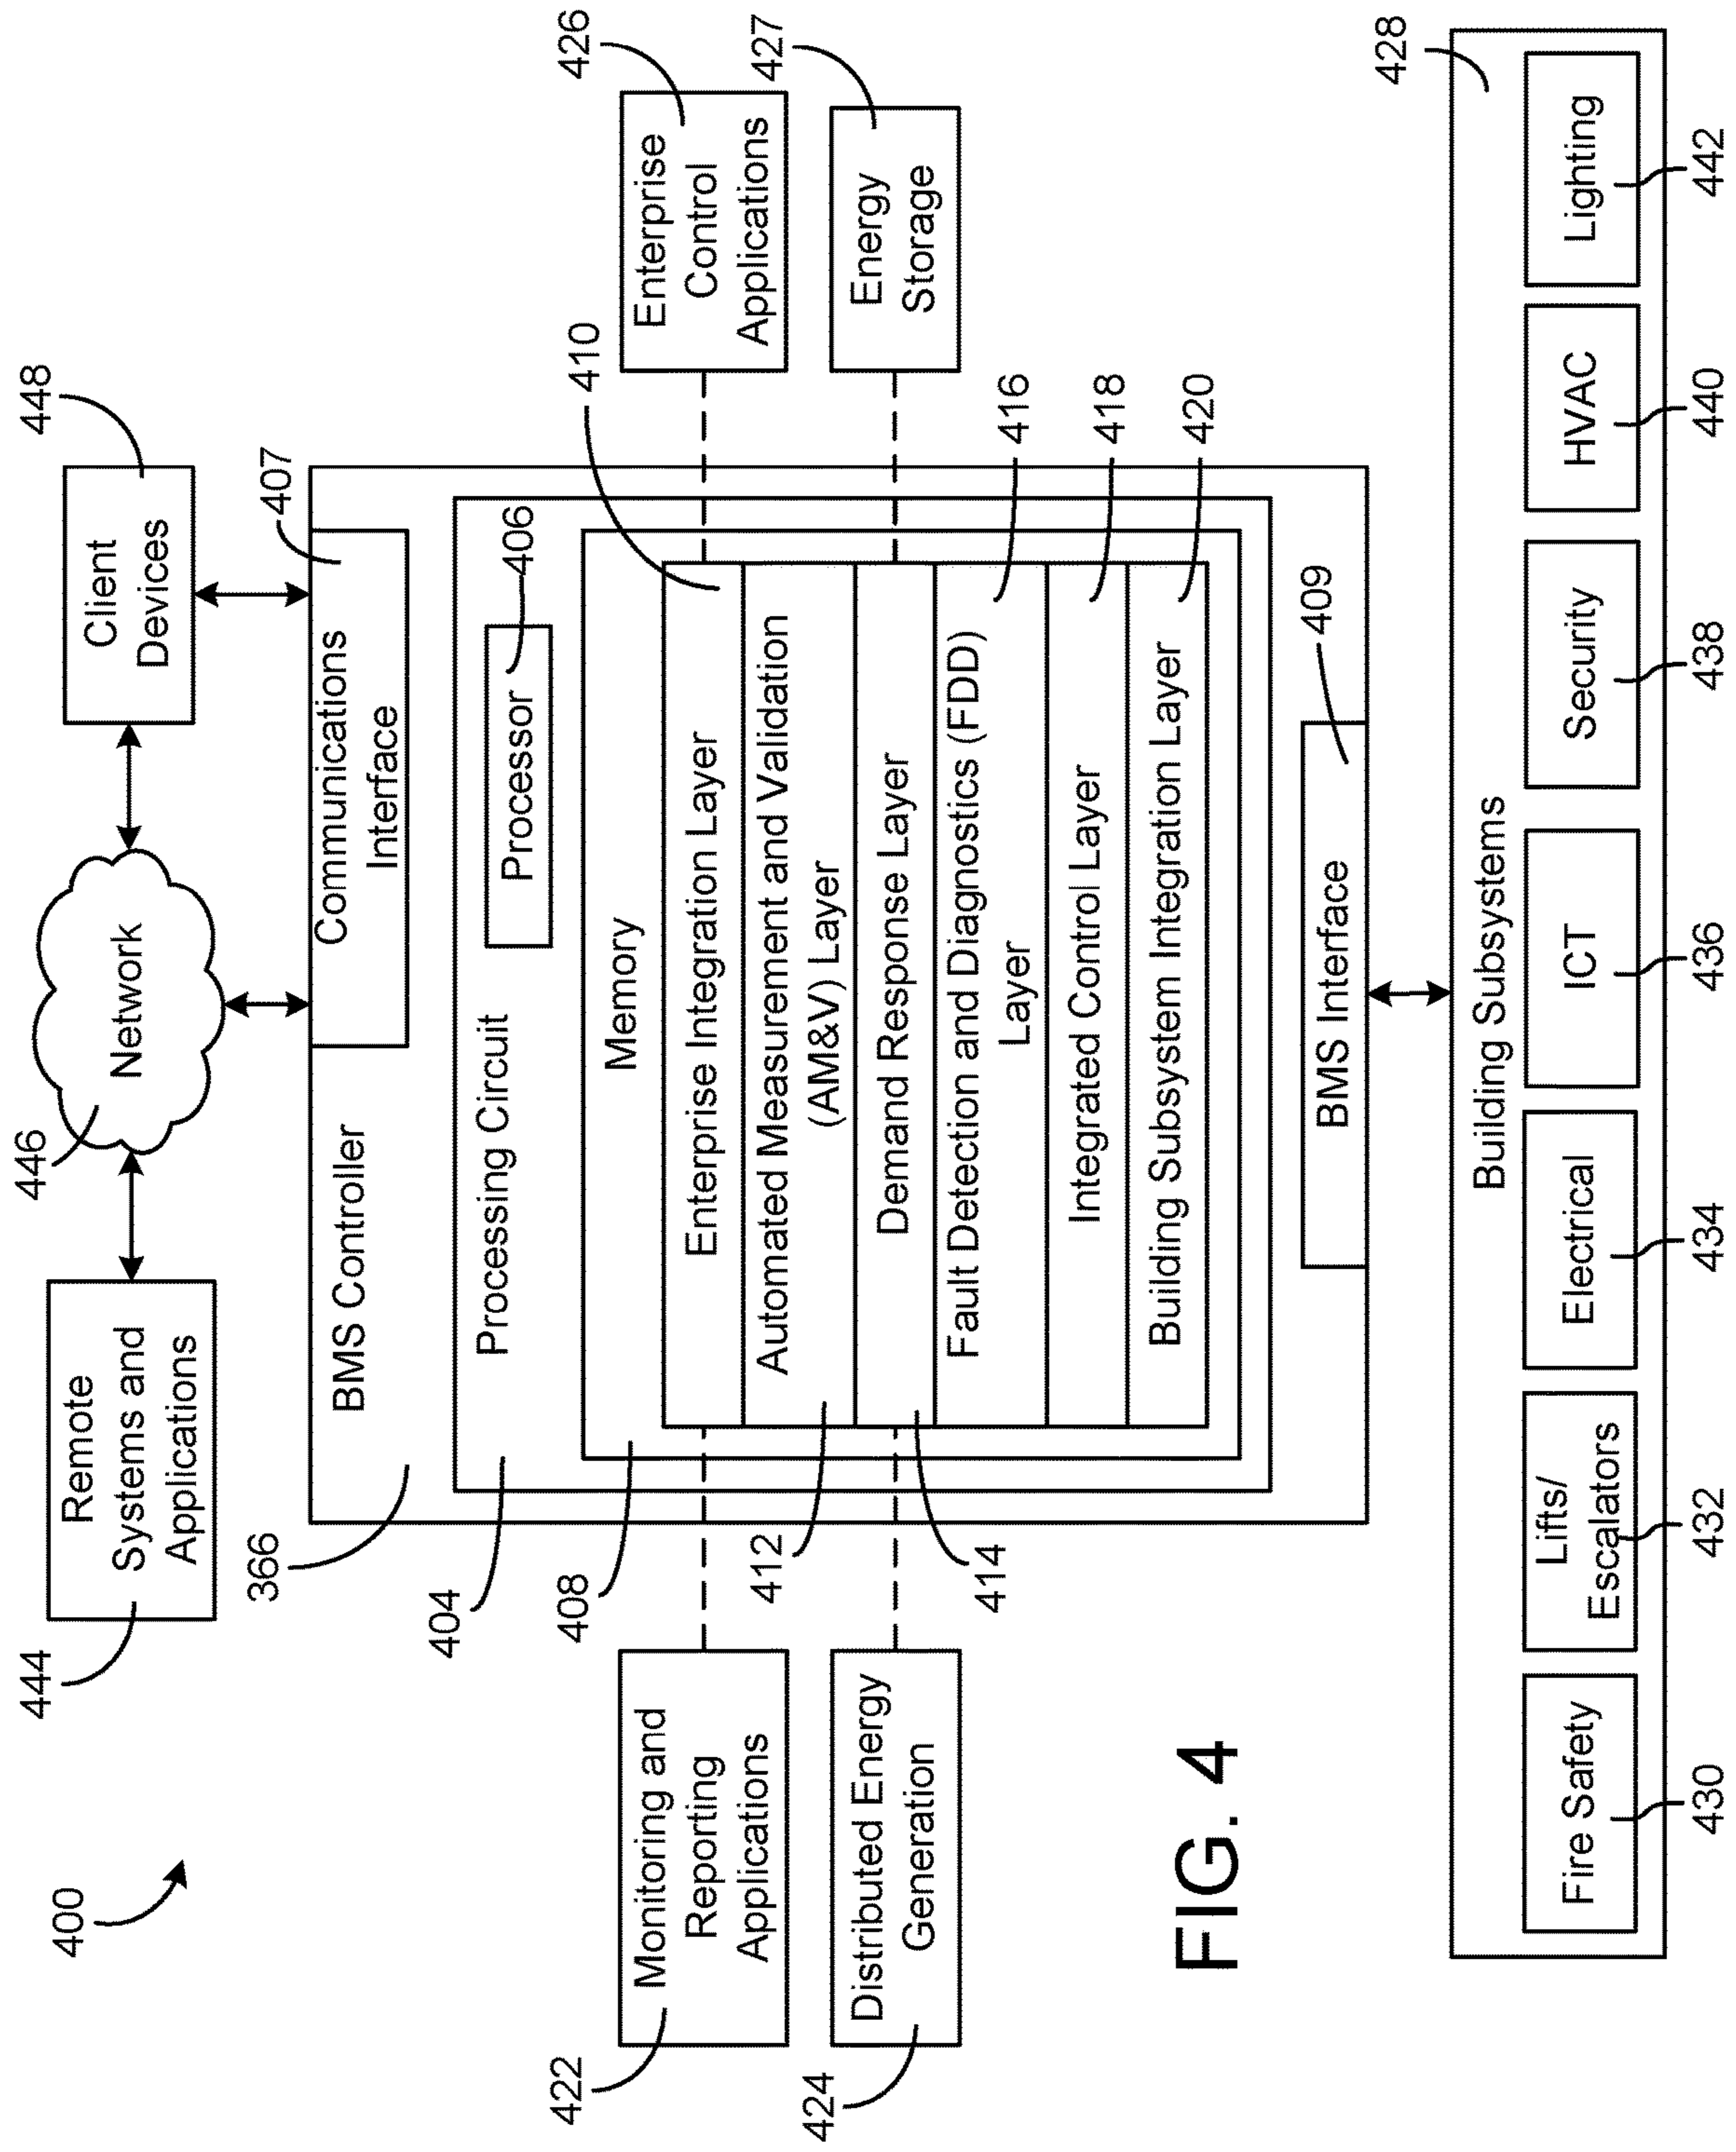 400
444
Remote
Systems and
Applications
446
Network
448
Client
Devices
366
BMS Controller
407
Communications
Interface
404
Processing Circuit
Processor
406
408
Memory
410
Enterprise Integration Layer
412
Automated Measurement and Validation
(AM&V) Layer
414
Demand Response Layer
416
Fault Detection and Diagnostics (FDD)
Layer
418
Integrated Control Layer
420
Building Subsystem Integration Layer
422
Monitoring and
Reporting
Applications
424
Distributed Energy
Generation
426
Enterprise
Control
Applications
427
Energy
Storage
409
BMS Interface
FIG. 4
428
Building Subsystems
Fire Safety
Lifts/
Escalators
Electrical
ICT
Security
HVAC
Lighting
430
432
434
436
438
440
442